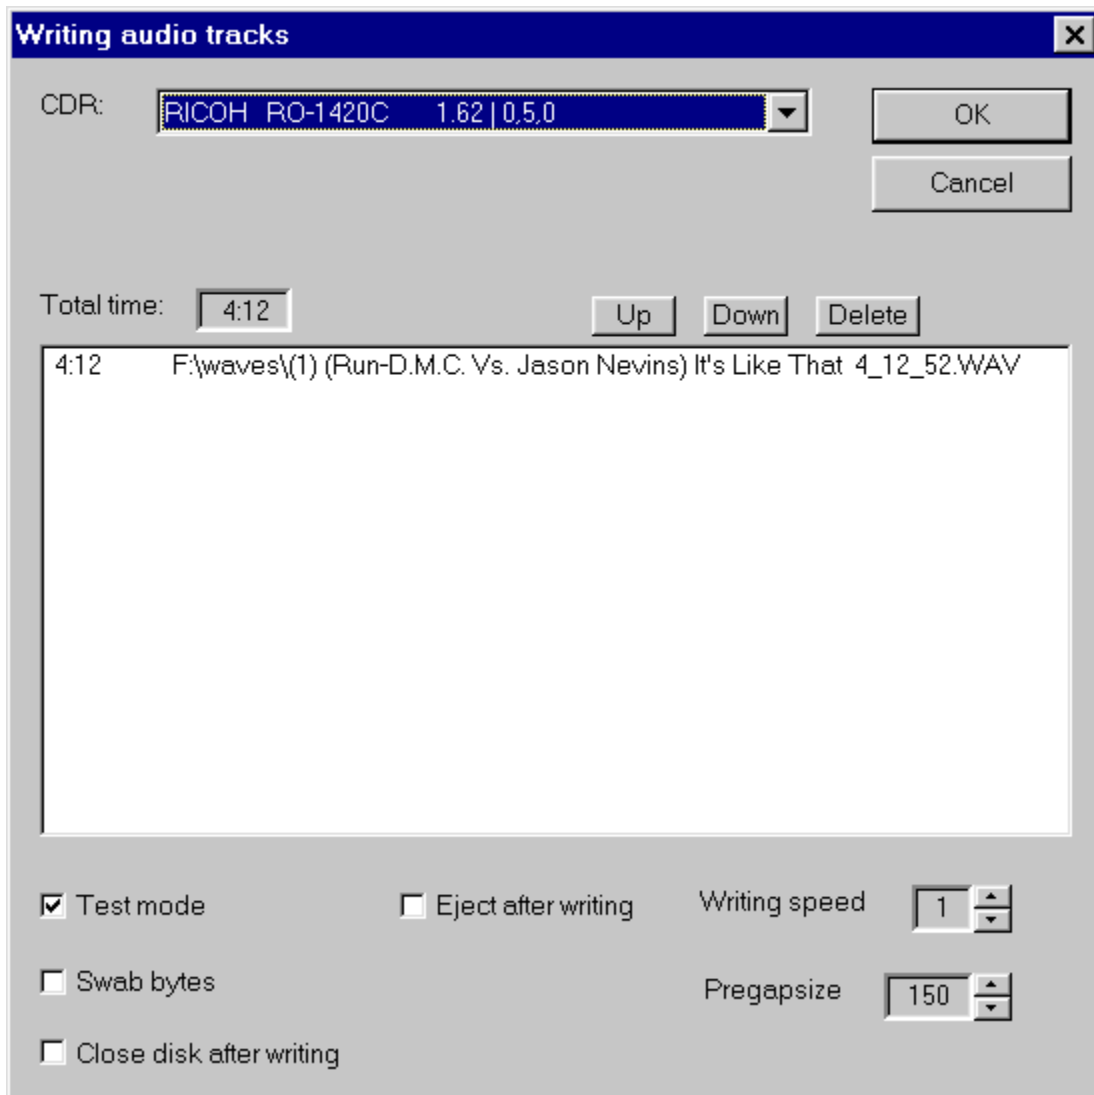 Writing audio tracks
CDR: RICOH RO-1420C 1.62 | 0,5,0 OK
Cancel
Total time: 4:12 Up Down Delete
4:12 F:\waves\(1) (Run-D.M.C. Vs. Jason Nevins) It's Like That 4_12_52.WAV
Test mode Eject after writing Writing speed 1
Swab bytes Pregapsize 150
Close disk after writing